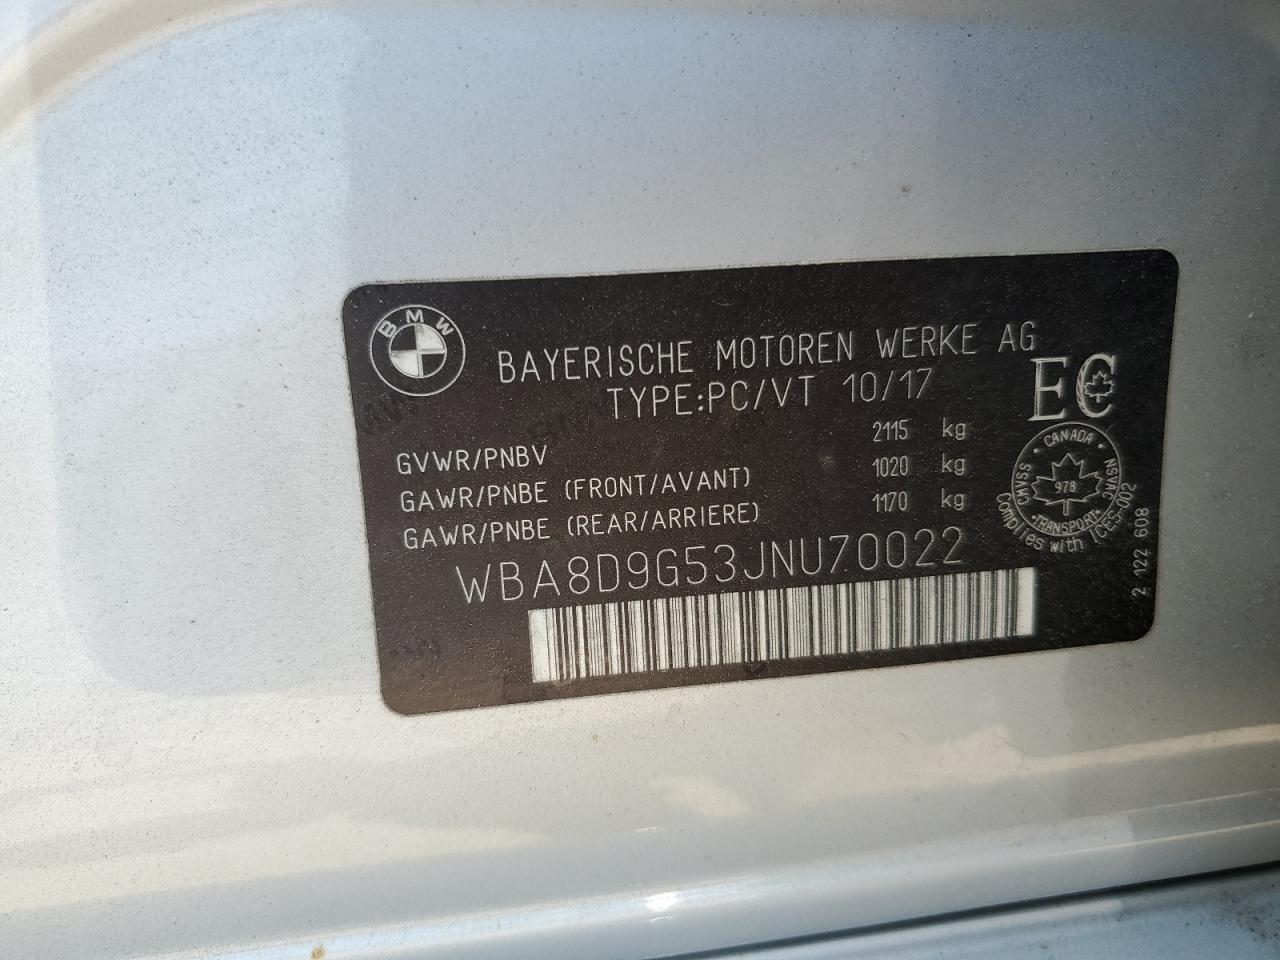 BMW
BAYERISCHE MOTOREN WERKE AG
TYPE:PC/VT 10/17
EC
GVWR/PNBV 2115 kg
GAWR/PNBE (FRONT/AVANT) 1020 kg
GAWR/PNBE (REAR/ARRIERE) 1170 kg
WBA8D9G53JNU70022
• CANADA •
CMVSS NSVAC
978
•TRANSPORT•
Complies with ICES-002
2 122 608